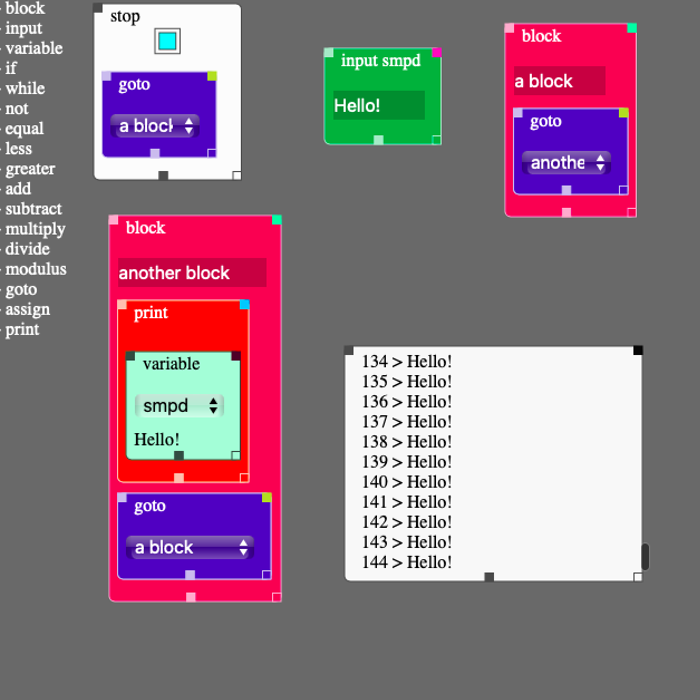 - block
- input
- variable
- if
- while
- not
- equal
- less
- greater
- add
- subtract
- multiply
- divide
- modulus
- goto
- assign
- print
stop
goto
a block
input smpd
Hello!
block
a block
goto
anothe
block
another block
print
variable
smpd
Hello!
goto
a block
134 > Hello!
135 > Hello!
136 > Hello!
137 > Hello!
138 > Hello!
139 > Hello!
140 > Hello!
141 > Hello!
142 > Hello!
143 > Hello!
144 > Hello!